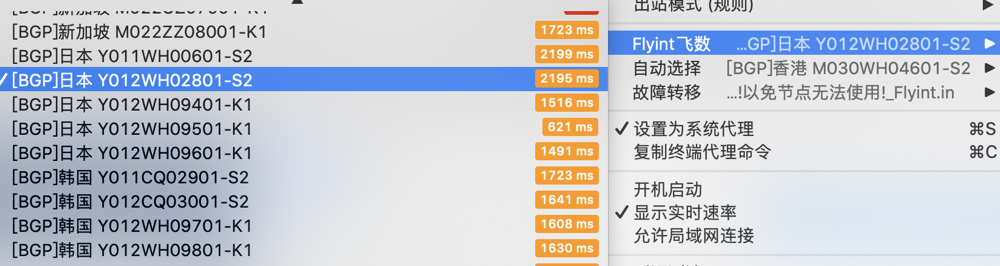 [BGP]新加坡 M022ZZ08001-K1 1723 ms
[BGP]日本 Y011WH00601-S2 2199 ms
✓ [BGP]日本 Y012WH02801-S2 2195 ms
[BGP]日本 Y012WH09401-K1 1516 ms
[BGP]日本 Y012WH09501-K1 621 ms
[BGP]日本 Y012WH09601-K1 1491 ms
[BGP]韩国 Y011CQ02901-S2 1723 ms
[BGP]韩国 Y012CQ03001-S2 1641 ms
[BGP]韩国 Y012WH09701-K1 1608 ms
[BGP]韩国 Y012WH09801-K1 1630 ms
出站模式 (规则)
Flyint飞数 ...GP]日本 Y012WH02801-S2
自动选择 [BGP]香港 M030WH04601-S2
故障转移 ...!以免节点无法使用!_Flyint.in
✓ 设置为系统代理 ⌘S
复制终端代理命令 ⌘C
开机启动
✓ 显示实时速率
允许局域网连接